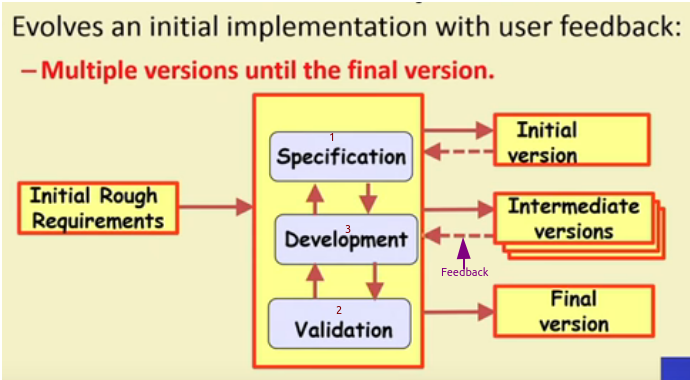 Evolves an initial implementation with user feedback:
– Multiple versions until the final version.
Initial Rough
Requirements
1
Specification
3
Development
2
Validation
Initial
version
Intermediate
versions
Feedback
Final
version